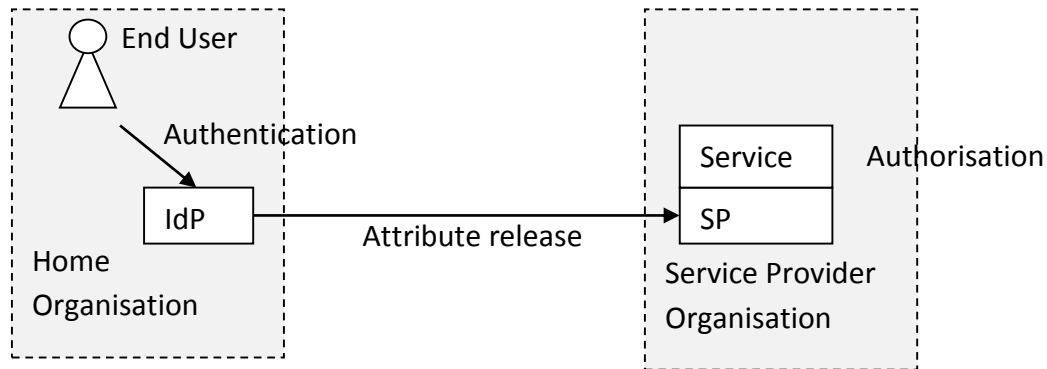 End User
Authentication
IdP
Home
Organisation
Attribute release
Service
SP
Authorisation
Service Provider
Organisation